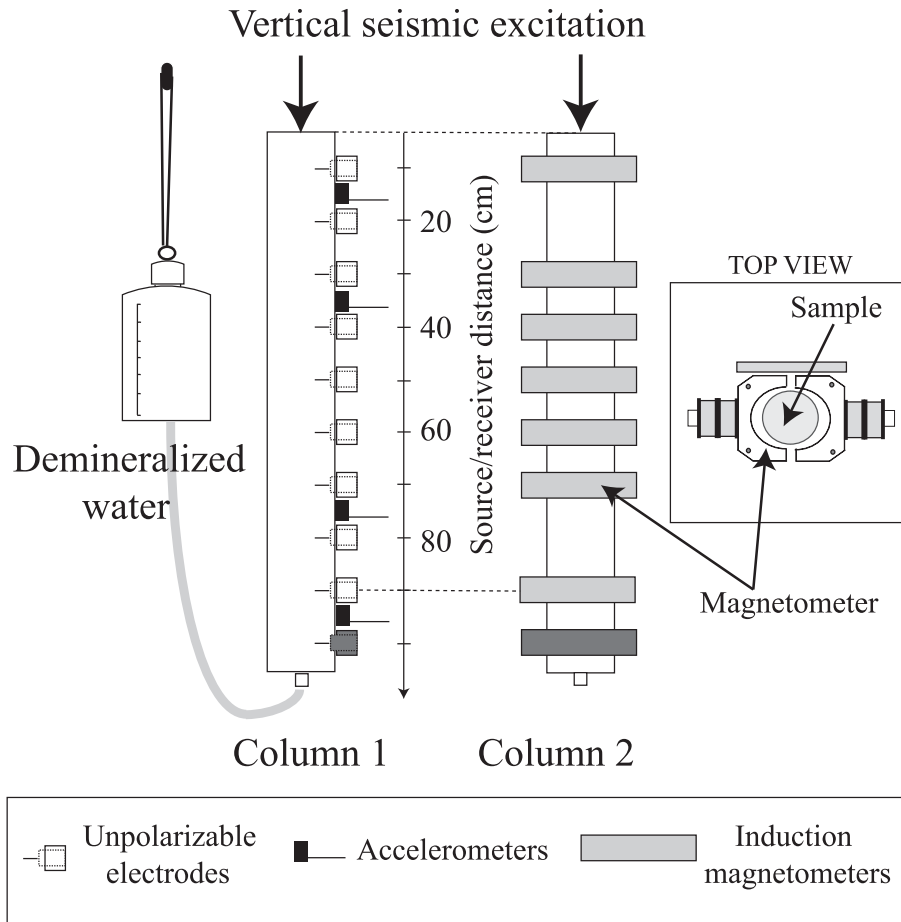 Vertical seismic excitation
20
40
60
80
Source/receiver distance (cm)
TOP VIEW
Sample
Magnetometer
Demineralized
water
Column 1
Column 2
Unpolarizable
electrodes
Accelerometers
Induction
magnetometers